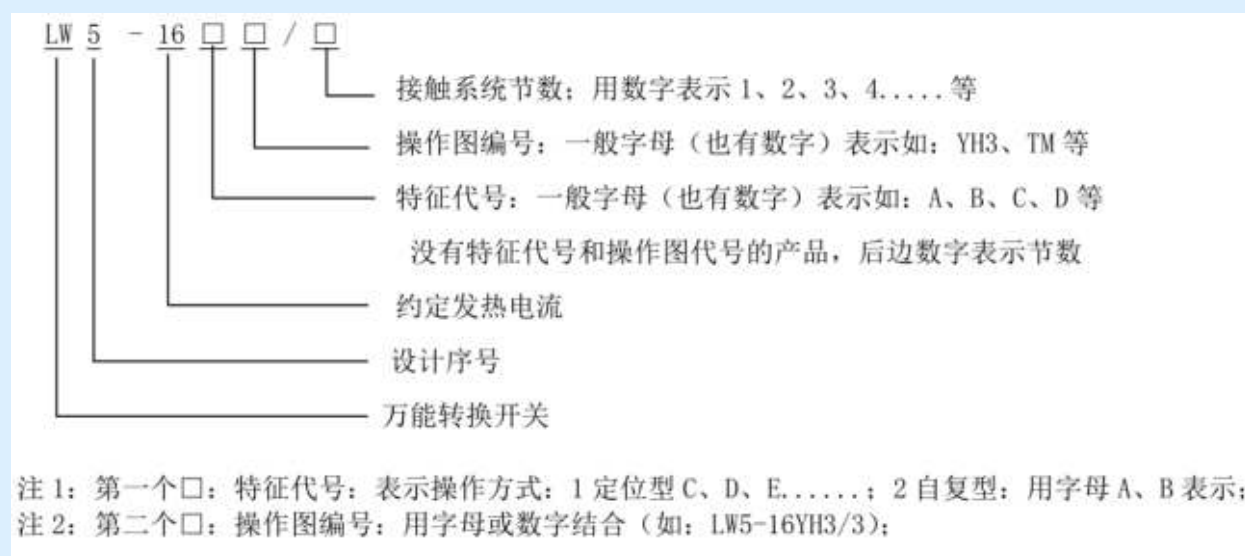 LW 5 - 16 □ □ / □
接触系统节数：用数字表示 1、2、3、4.....等
操作图编号：一般字母（也有数字）表示如：YH3、TM 等
特征代号：一般字母（也有数字）表示如：A、B、C、D 等
没有特征代号和操作图代号的产品，后边数字表示节数
约定发热电流
设计序号
万能转换开关
注 1：第一个□：特征代号：表示操作方式：1 定位型 C、D、E......；2 自复型：用字母 A、B 表示；
注 2：第二个□：操作图编号：用字母或数字结合（如：LW5-16YH3/3）；